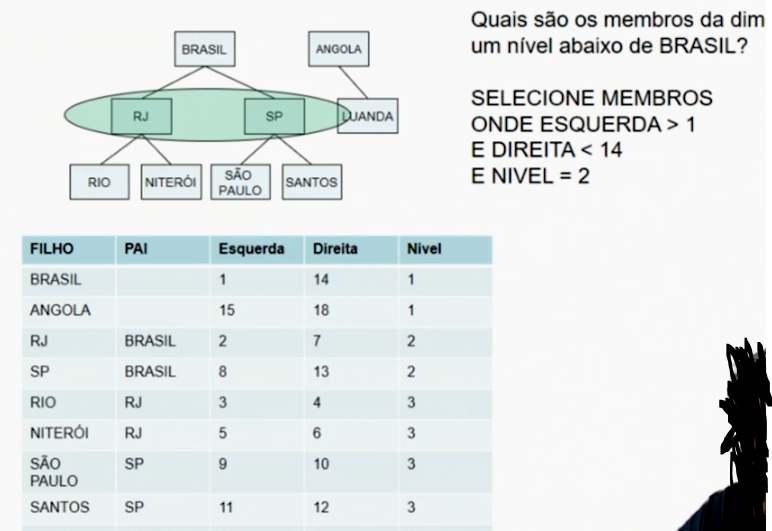 Quais são os membros da dim
um nível abaixo de BRASIL?
SELECIONE MEMBROS
ONDE ESQUERDA > 1
E DIREITA < 14
E NIVEL = 2
BRASIL
ANGOLA
RJ
SP
LUANDA
RIO
NITERÓI
SÃO
PAULO
SANTOS
FILHO PAI Esquerda Direita Nivel
BRASIL 1 14 1
ANGOLA 15 18 1
RJ BRASIL 2 7 2
SP BRASIL 8 13 2
RIO RJ 3 4 3
NITERÓI RJ 5 6 3
SÃO SP 9 10 3
PAULO
SANTOS SP 11 12 3